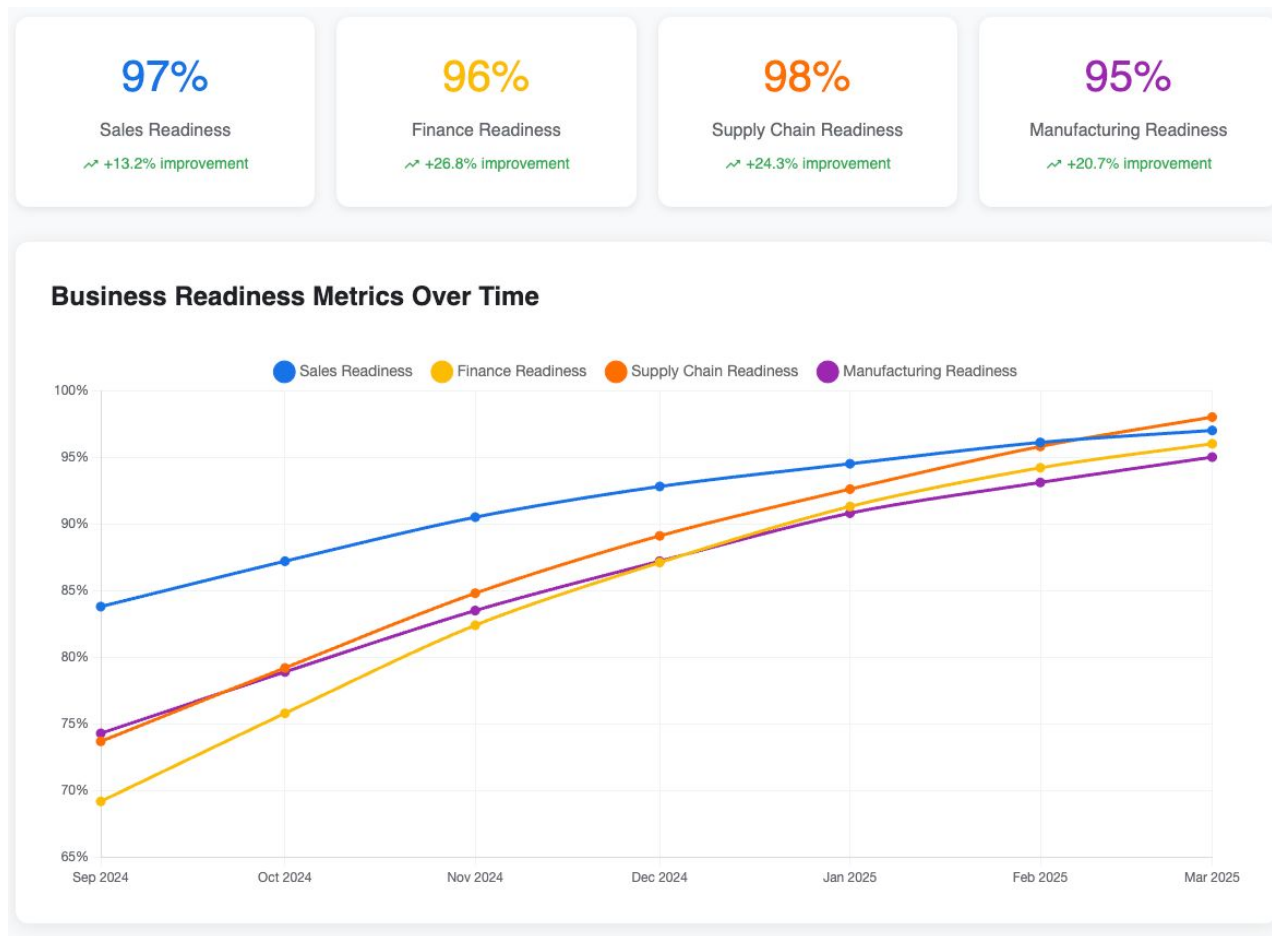 97%
Sales Readiness
+13.2% improvement
96%
Finance Readiness
+26.8% improvement
98%
Supply Chain Readiness
+24.3% improvement
95%
Manufacturing Readiness
+20.7% improvement
Business Readiness Metrics Over Time
Sales Readiness Finance Readiness Supply Chain Readiness Manufacturing Readiness
100%
95%
90%
85%
80%
75%
70%
65%
Sep 2024 Oct 2024 Nov 2024 Dec 2024 Jan 2025 Feb 2025 Mar 2025